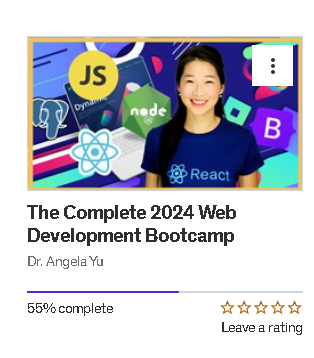 JS
Dynamic
node
B
React
The Complete 2024 Web
Development Bootcamp
Dr. Angela Yu
55% complete
Leave a rating